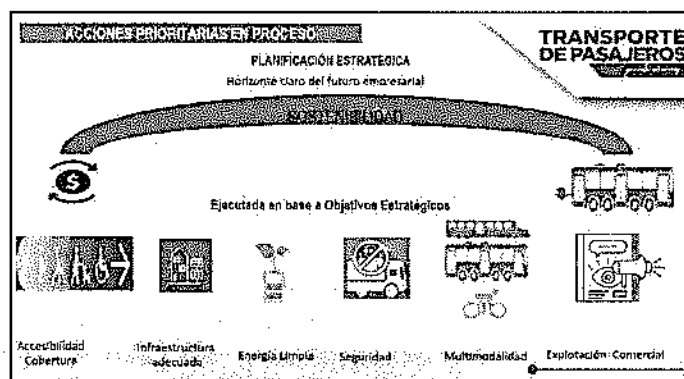 ACCIONES PRIORITARIAS EN PROCESO
TRANSPORTE
DE PASAJEROS
PLANIFICACIÓN ESTRATÉGICA
Horizonte claro del futuro empresarial
SOSTENIBILIDAD
$
Ejecutada en base a Objetivos Estratégicos
Accesibilidad
Cobertura
Infraestructura
adecuada
Energía Limpia
Seguridad
Multimodalidad
Explotación Comercial